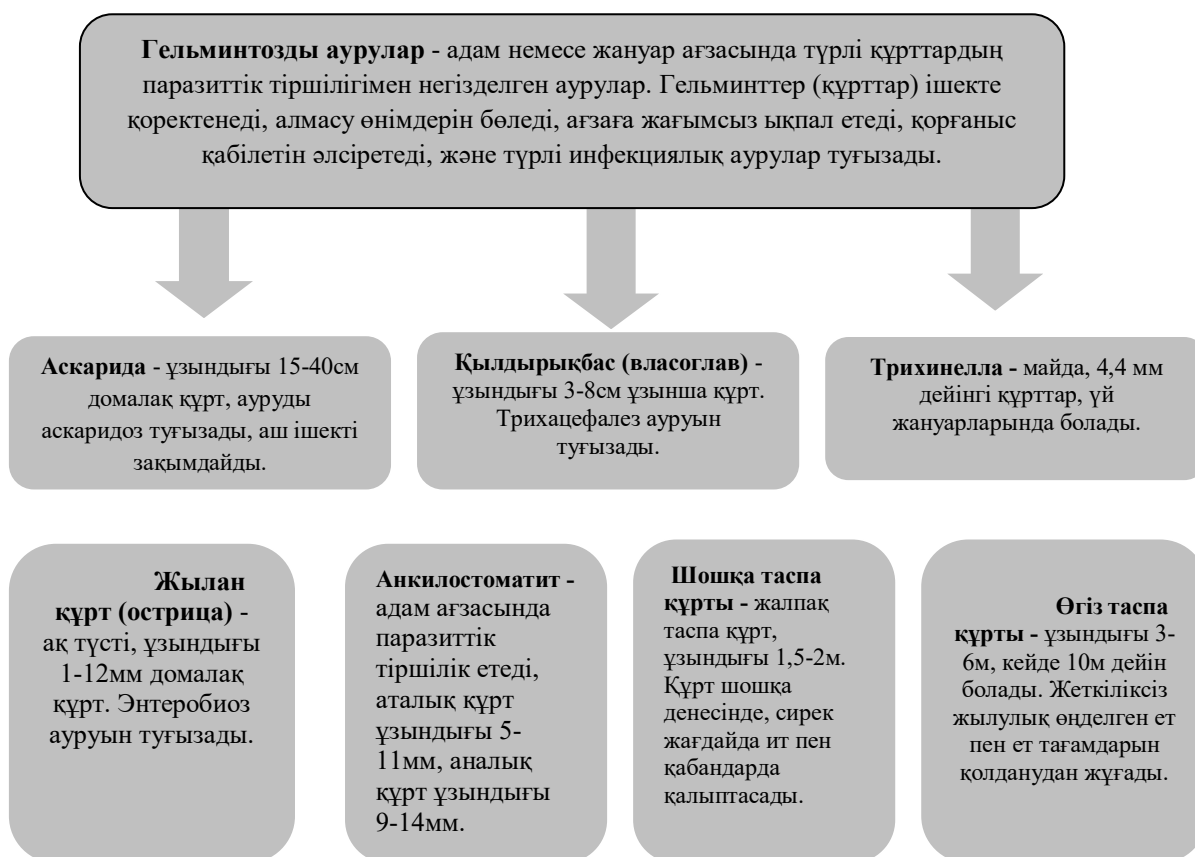 Гельминтозды аурулар - адам немесе жануар ағзасында түрлі құрттардың
паразиттік тіршілігімен негізделген аурулар. Гельминттер (құрттар) ішекте
қоректенеді, алмасу өнімдерін бөледі, ағзаға жағымсыз ықпал етеді, қорғаныс
қабілетін әлсіретеді, және түрлі инфекциялық аурулар туғызады.
Аскарида - ұзындығы 15-40см
домалақ құрт, ауруды
аскаридоз туғызады, аш ішекті
зақымдайды.
Қылдырықбас (власоглав) -
ұзындығы 3-8см ұзынша құрт.
Трихацефалез ауруын
туғызады.
Трихинелла - майда, 4,4 мм
дейінгі құрттар, үй
жануарларында болады.
Жылан
құрт (острица) -
ақ түсті, ұзындығы
1-12мм домалақ
құрт. Энтеробиоз
ауруын туғызады.
Анкилостоматит -
адам ағзасында
паразиттік
тіршілік етеді,
аталық құрт
ұзындығы 5-
11мм, аналық
құрт ұзындығы
9-14мм.
Шошқа таспа
құрты - жалпақ
таспа құрт,
ұзындығы 1,5-2м.
Құрт шошқа
денесінде, сирек
жағдайда ит пен
қабандарда
қалыптасады.
Өгіз таспа
құрты - ұзындығы 3-
6м, кейде 10м дейін
болады. Жеткіліксіз
жылулық өңделген ет
пен ет тағамдарын
қолданудан жұғады.